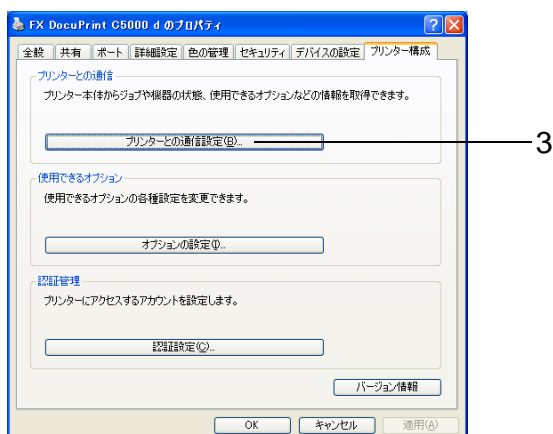 FX DocuPrint C5000 d のプロパティ
全般 共有 ポート 詳細設定 色の管理 セキュリティ デバイスの設定 プリンター構成
プリンターとの通信
プリンター本体からジョブや機器の状態、使用できるオプションなどの情報を取得できます。
プリンターとの通信設定(B)... 3
使用できるオプション
使用できるオプションの各種設定を変更できます。
オプションの設定(I)...
認証管理
プリンターにアクセスするアカウントを設定します。
認証設定(C)...
バージョン情報
OK キャンセル 適用(A)